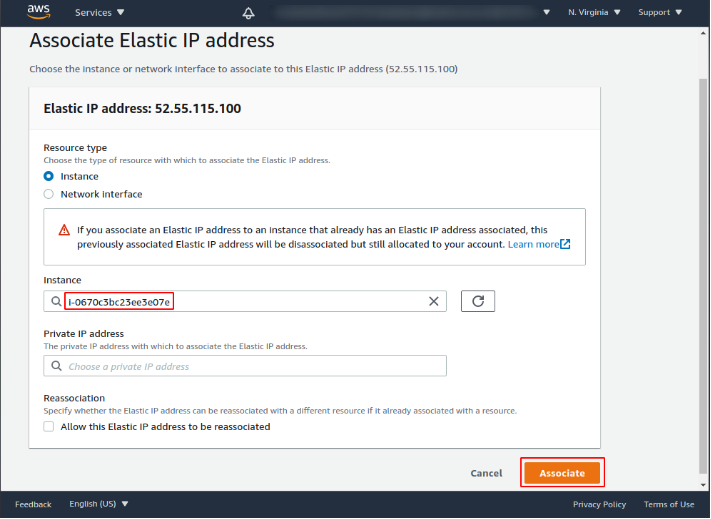 aws
Services
N. Virginia
Support
Associate Elastic IP address
Choose the instance or network interface to associate to this Elastic IP address (52.55.115.100)
Elastic IP address: 52.55.115.100
Resource type
Choose the type of resource with which to associate the Elastic IP address.
Instance
Network interface
If you associate an Elastic IP address to an instance that already has an Elastic IP address associated, this
previously associated Elastic IP address will be disassociated but still allocated to your account. Learn more
Instance
i-0670c3bc23ee3e07e
Private IP address
The private IP address with which to associate the Elastic IP address.
Choose a private IP address
Reassociation
Specify whether the Elastic IP address can be reassociated with a different resource if it already associated with a resource.
Allow this Elastic IP address to be reassociated
Cancel
Associate
Feedback
English (US)
Privacy Policy
Terms of Use